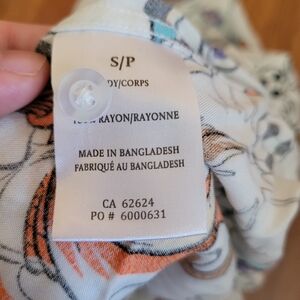 S/P
DY/CORPS
RAYON/RAYONNE
MADE IN BANGLADESH
FABRIQUÉ AU BANGLADESH
CA 62624
PO # 6000631